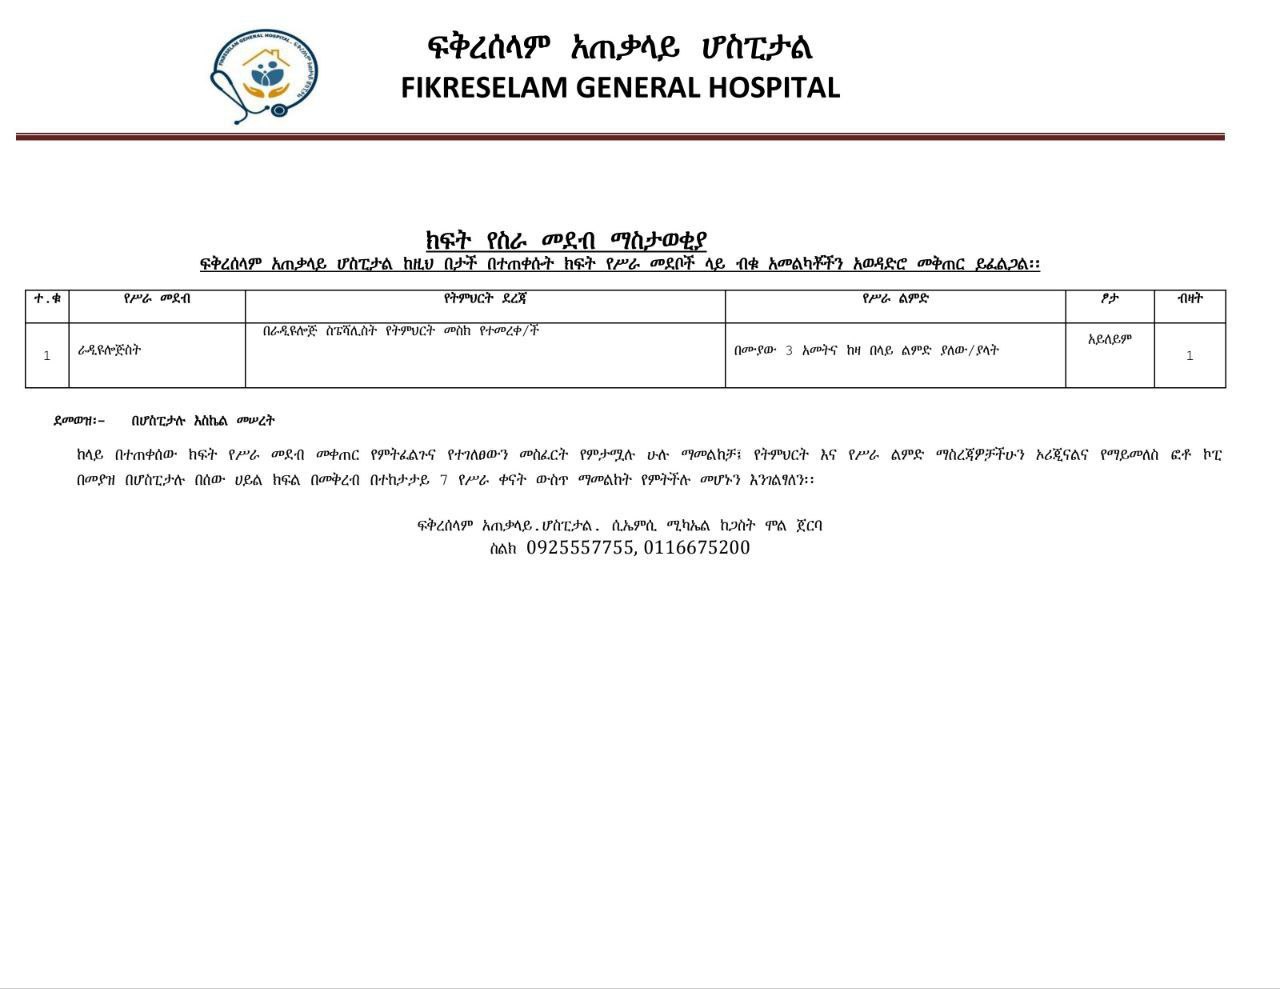 FIKRESELAM GENERAL HOSPITAL
ፍቅረሰላም አጠቃላይ ሆስፒታል
FIKRESELAM GENERAL HOSPITAL
ክፍት የስራ መደብ ማስታወቂያ
ፍቅረሰላም አጠቃላይ ሆስፒታል ከዚህ በታች በተጠቀሱት ክፍት የሥራ መደቦች ላይ ብቁ አመልካቾችን አወዳድሮ መቅጠር ይፈልጋል፡፡
ተ.ቁ የሥራ መደብ የትምህርት ደረጃ የሥራ ልምድ ፆታ ብዛት
1 ራዲዩሎጅስት በራዲዩሎጅ ስፔሻሊስት የትምህርት መስክ የተመረቀ/ች በሙያው 3 አመትና ከዛ በላይ ልምድ ያለው/ያላት አይለይም 1
ደመወዝ፡- በሆስፒታሉ እስኬል መሠረት
ከላይ በተጠቀሰው ክፍት የሥራ መደብ መቀጠር የምትፈልጉና የተገለፀውን መስፈርት የምታሟሉ ሁሉ ማመልከቻ፤ የትምህርት እና የሥራ ልምድ ማስረጃዎቻችሁን ኦሪጂናልና የማይመለስ ፎቶ ኮፒ
በመያዝ በሆስፒታሉ በሰው ሀይል ክፍል በመቅረብ በተከታታይ 7 የሥራ ቀናት ውስጥ ማመልከት የምትችሉ መሆኑን እንገልፃለን፡፡
ፍቅረሰላም አጠቃላይ.ሆስፒታል. ሲኤምሲ ሚካኤል ከጋስት ሞል ጀርባ
ስልክ 0925557755, 0116675200